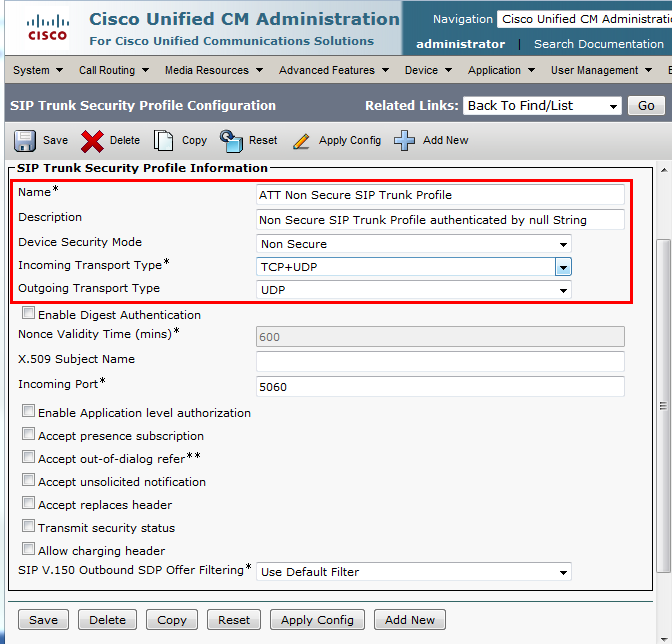 cisco
Cisco Unified CM Administration
For Cisco Unified Communications Solutions
Navigation Cisco Unified CM Administrati
administrator | Search Documentation
System Call Routing Media Resources Advanced Features Device Application User Management
SIP Trunk Security Profile Configuration Related Links: Back To Find/List Go
Save Delete Copy Reset Apply Config Add New
SIP Trunk Security Profile Information
Name* ATT Non Secure SIP Trunk Profile
Description Non Secure SIP Trunk Profile authenticated by null String
Device Security Mode Non Secure
Incoming Transport Type* TCP+UDP
Outgoing Transport Type UDP
Enable Digest Authentication
Nonce Validity Time (mins)* 600
X.509 Subject Name
Incoming Port* 5060
Enable Application level authorization
Accept presence subscription
Accept out-of-dialog refer**
Accept unsolicited notification
Accept replaces header
Transmit security status
Allow charging header
SIP V.150 Outbound SDP Offer Filtering* Use Default Filter
Save Delete Copy Reset Apply Config Add New